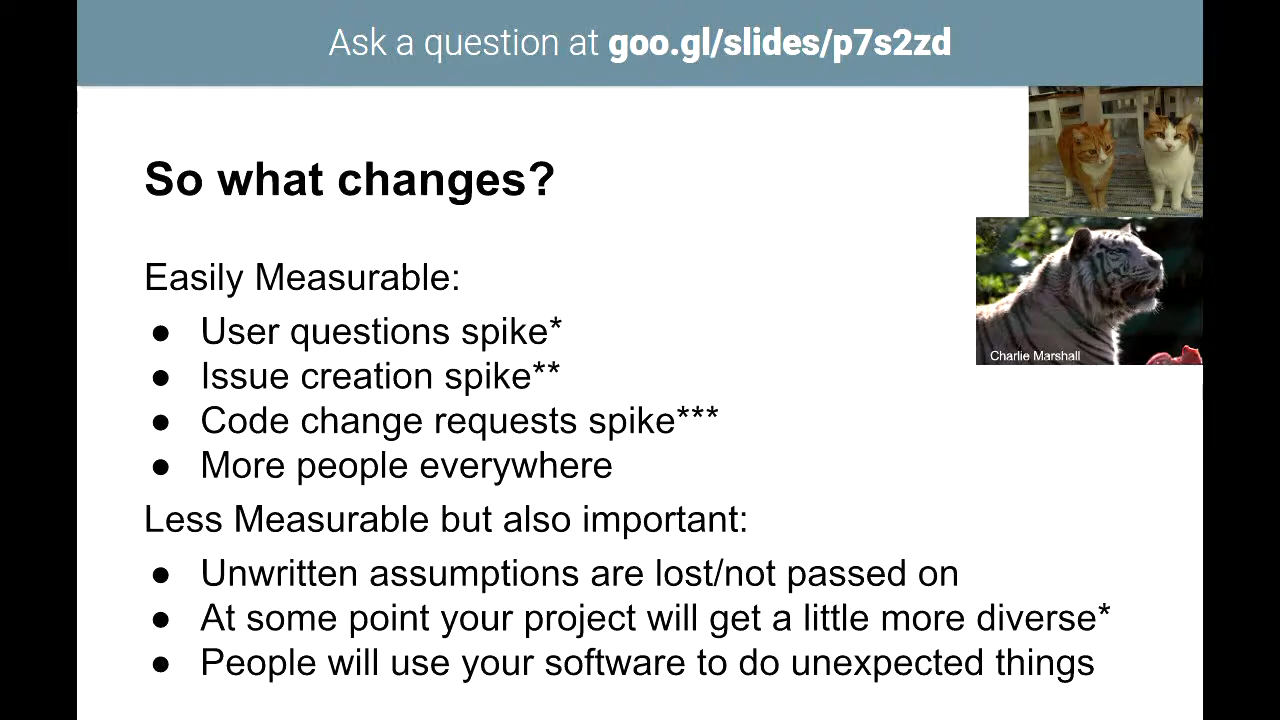 Ask a question at goo.gl/slides/p7s2zd
So what changes?
Easily Measurable:
● User questions spike*
● Issue creation spike**
● Code change requests spike***
● More people everywhere
Less Measurable but also important:
● Unwritten assumptions are lost/not passed on
● At some point your project will get a little more diverse*
● People will use your software to do unexpected things
Charlie Marshall